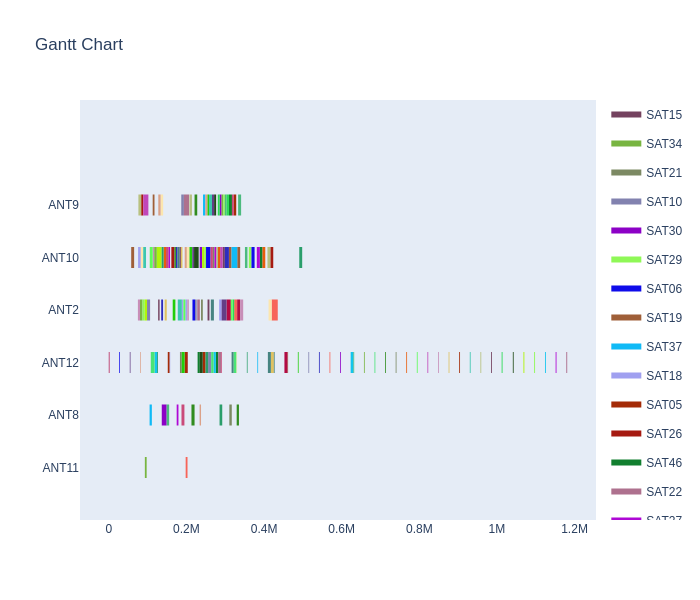 Gantt Chart
ANT9
ANT10
ANT2
ANT12
ANT8
ANT11
0
0.2M
0.4M
0.6M
0.8M
1M
1.2M
SAT15
SAT34
SAT21
SAT10
SAT30
SAT29
SAT06
SAT19
SAT37
SAT18
SAT05
SAT26
SAT46
SAT22